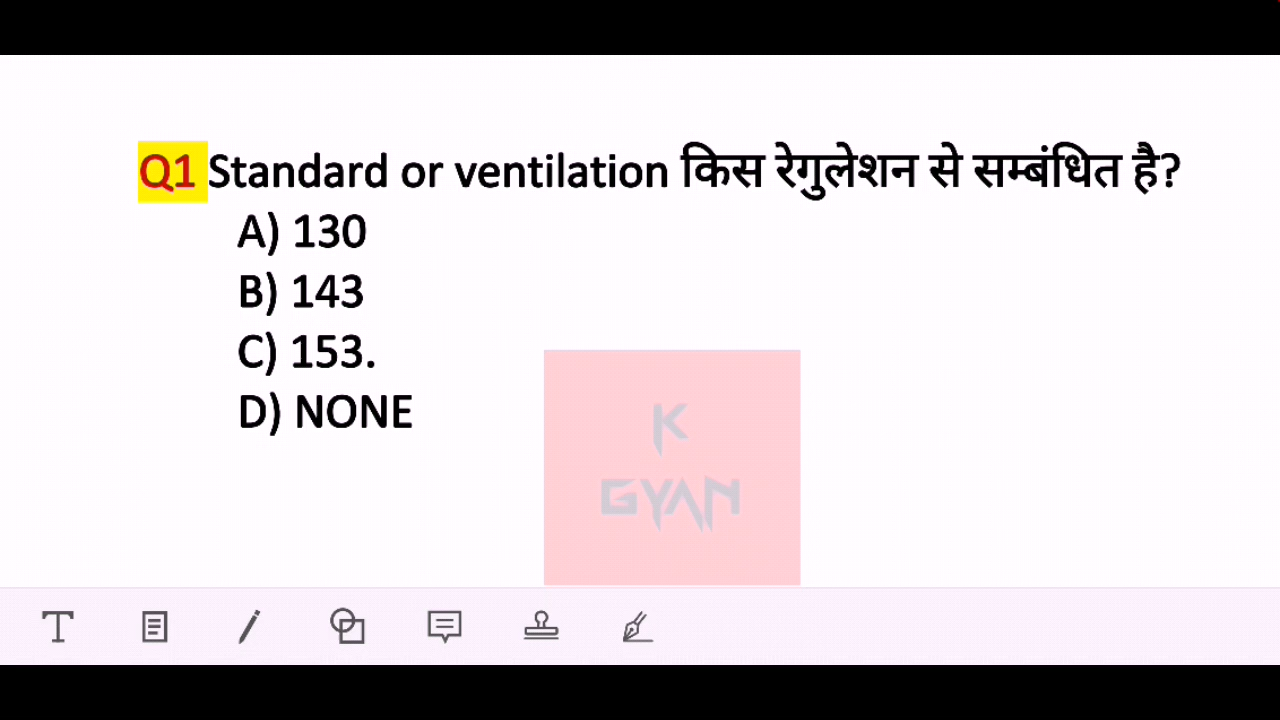 Q1 Standard or ventilation किस रेगुलेशन से सम्बंधित है?
A) 130
B) 143
C) 153.
D) NONE
K
GYAN
T